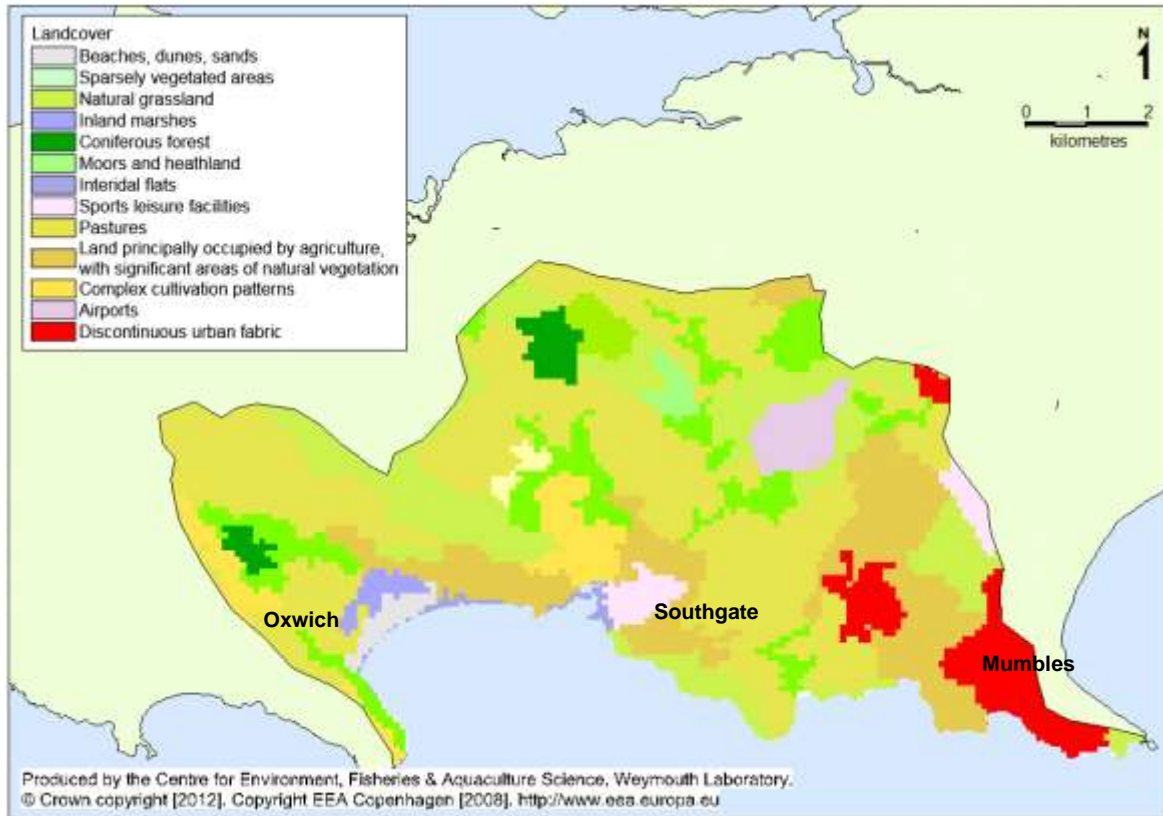 Landcover
Beaches, dunes, sands
Sparsely vegetated areas
Natural grassland
Inland marshes
Coniferous forest
Moors and heathland
Interidal flats
Sports leisure facilities
Pastures
Land principally occupied by agriculture,
with significant areas of natural vegetation
Complex cultivation patterns
Airports
Discontinuous urban fabric
N
0 1 2
kilometres
Oxwich
Southgate
Mumbles
Produced by the Centre for Environment, Fisheries & Aquaculture Science, Weymouth Laboratory.
© Crown copyright [2012], Copyright EEA Copenhagen [2008]. http://www.eea.europa.eu